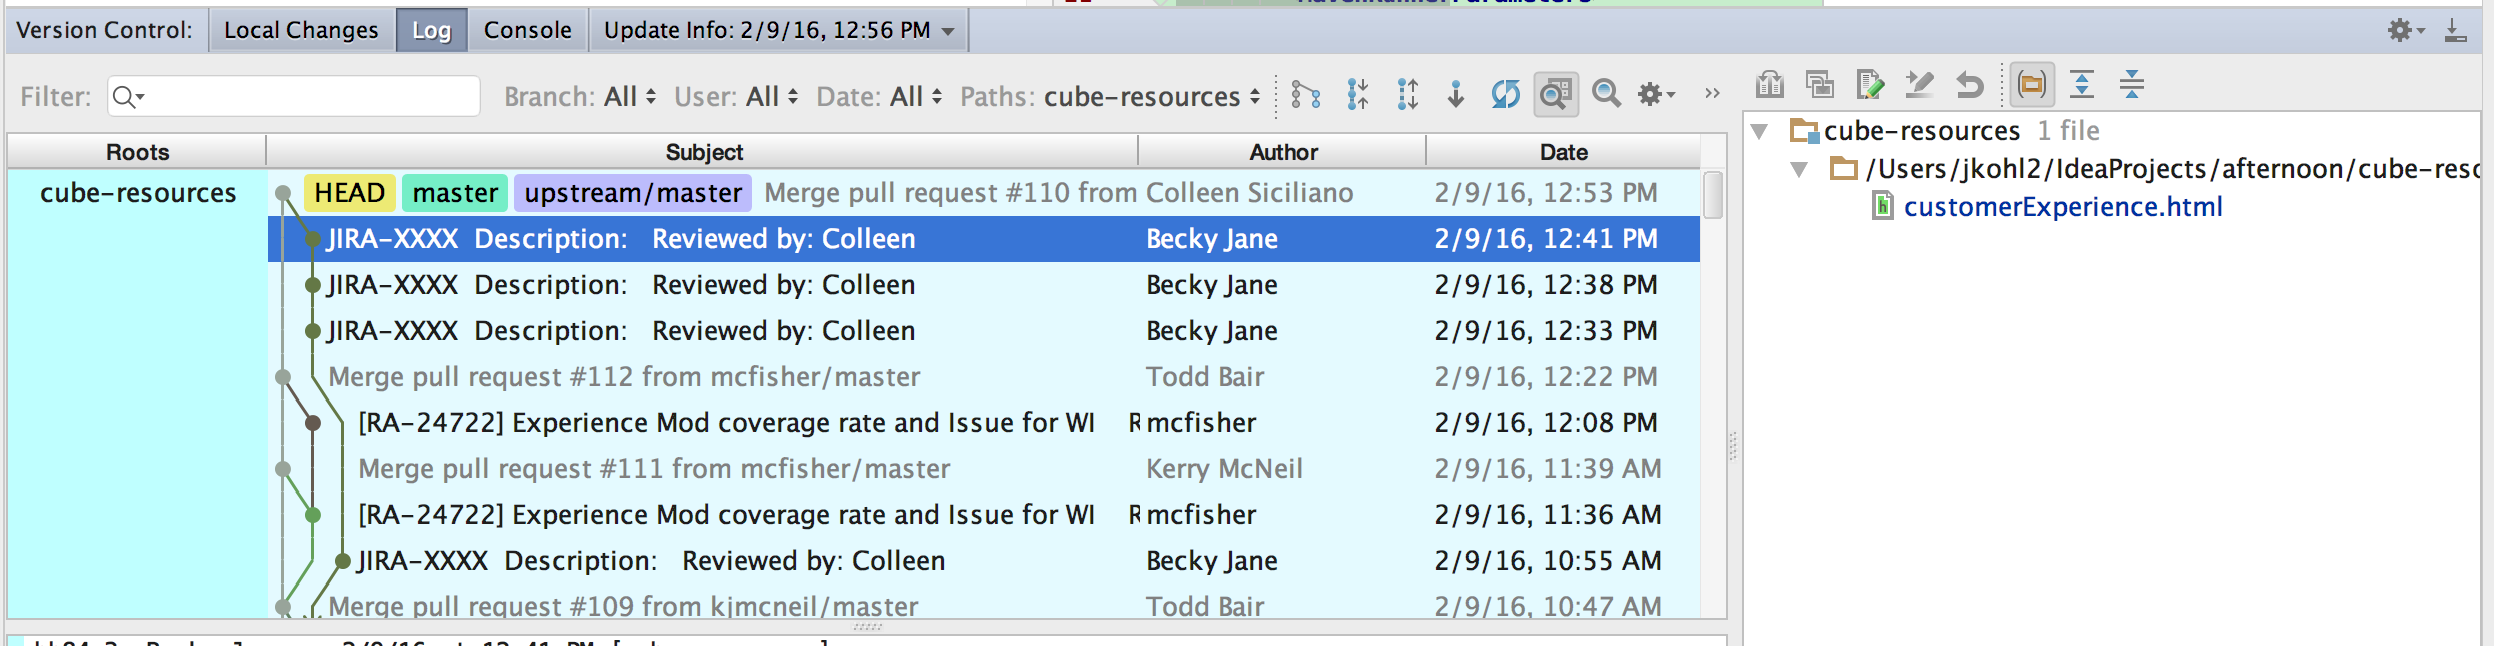 Version Control: Local Changes Log Console Update Info: 2/9/16, 12:56 PM
Filter: Branch: All User: All Date: All Paths: cube-resources
Roots Subject Author Date
cube-resources HEAD master upstream/master Merge pull request #110 from Colleen Siciliano 2/9/16, 12:53 PM
JIRA-XXXX Description: Reviewed by: Colleen Becky Jane 2/9/16, 12:41 PM
JIRA-XXXX Description: Reviewed by: Colleen Becky Jane 2/9/16, 12:38 PM
JIRA-XXXX Description: Reviewed by: Colleen Becky Jane 2/9/16, 12:33 PM
Merge pull request #112 from mcfisher/master Todd Bair 2/9/16, 12:22 PM
[RA-24722] Experience Mod coverage rate and Issue for WI R mcfisher 2/9/16, 12:08 PM
Merge pull request #111 from mcfisher/master Kerry McNeil 2/9/16, 11:39 AM
[RA-24722] Experience Mod coverage rate and Issue for WI R mcfisher 2/9/16, 11:36 AM
JIRA-XXXX Description: Reviewed by: Colleen Becky Jane 2/9/16, 10:55 AM
Merge pull request #109 from kjmcneil/master Todd Bair 2/9/16, 10:47 AM
cube-resources 1 file
/Users/jkohl2/IdeaProjects/afternoon/cube-reso
customerExperience.html